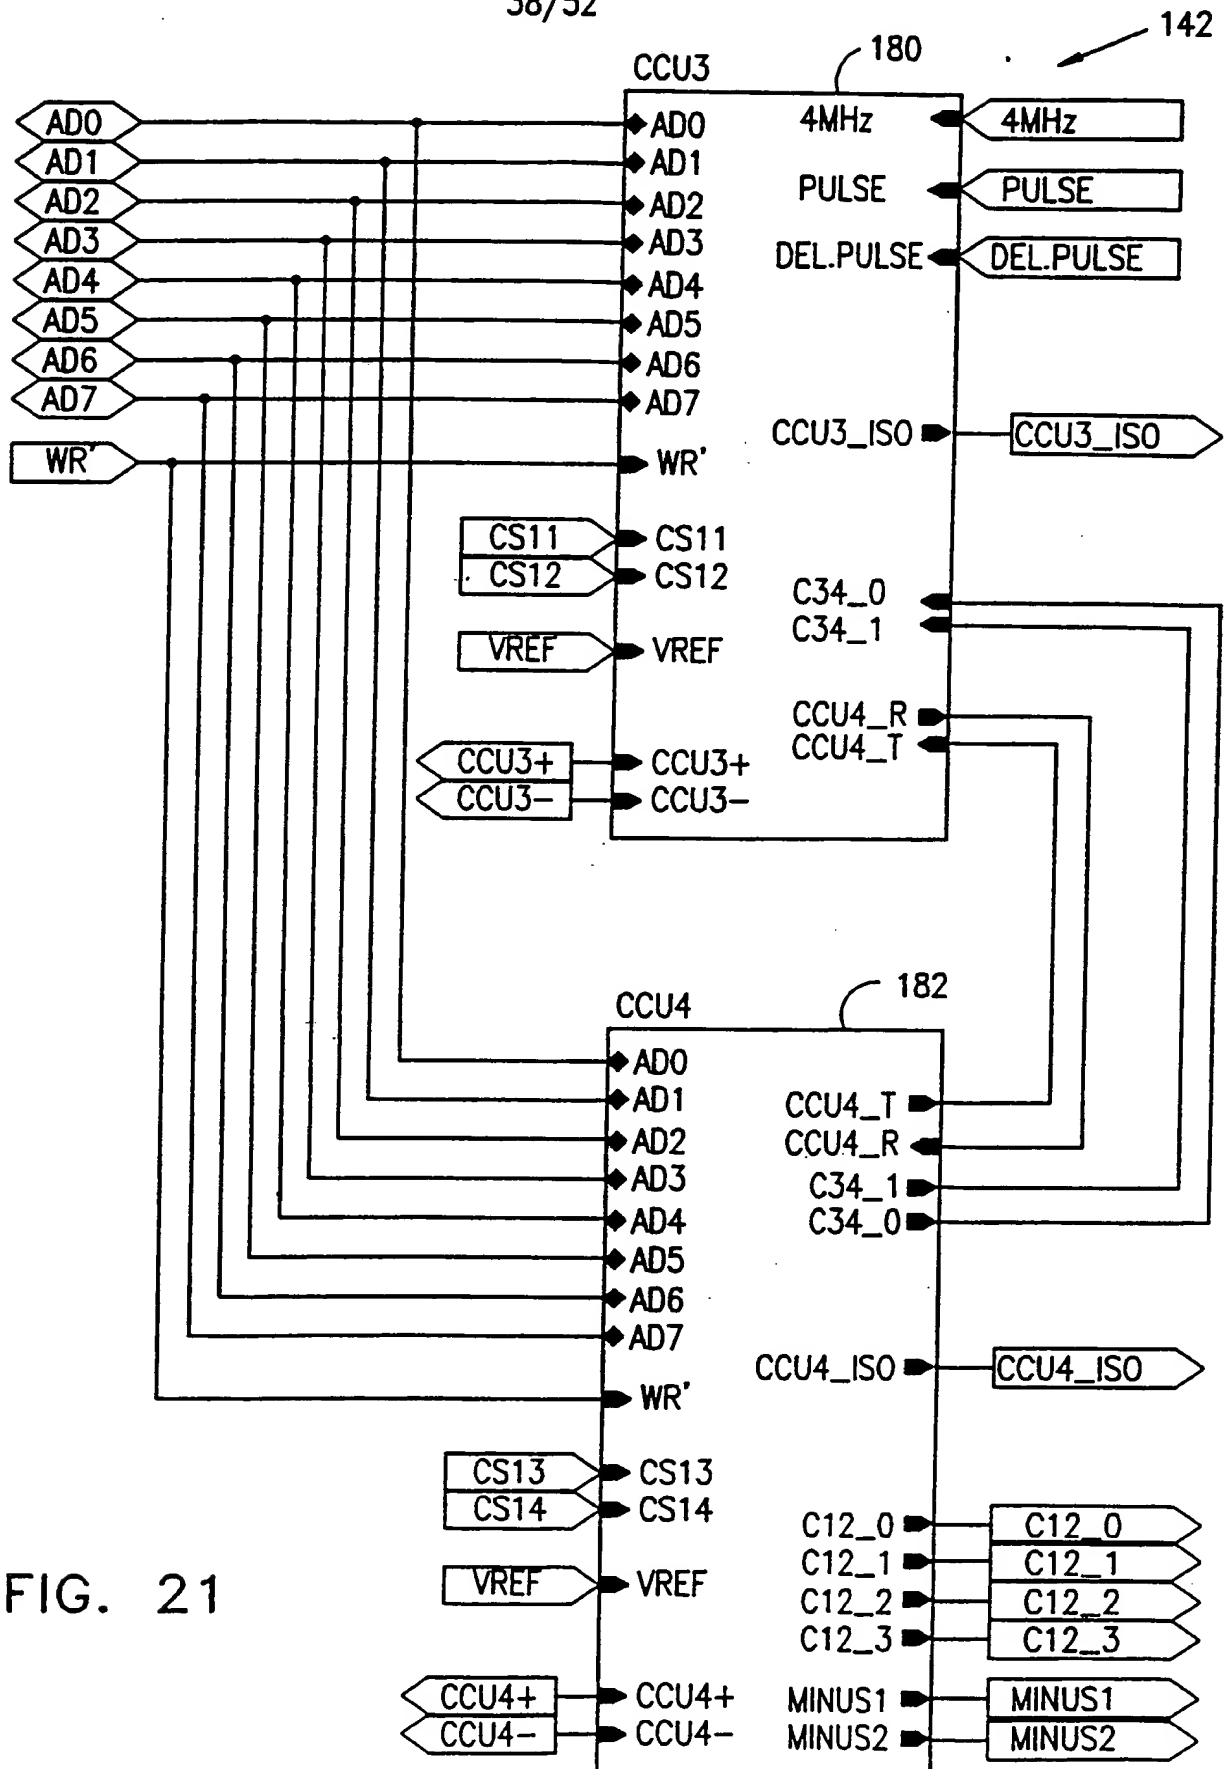 38/52
142
180
CCU3
AD0
AD1
AD2
AD3
AD4
AD5
AD6
AD7
WR'
AD0
AD1
AD2
AD3
AD4
AD5
AD6
AD7
WR'
4MHz
4MHz
PULSE
PULSE
DEL.PULSE
DEL.PULSE
CCU3_ISO
CCU3_ISO
CS11
CS11
CS12
CS12
VREF
VREF
C34_0
C34_1
CCU4_R
CCU4_T
CCU3+
CCU3+
CCU3-
CCU3-
182
CCU4
AD0
AD1
AD2
AD3
AD4
AD5
AD6
AD7
WR'
CCU4_T
CCU4_R
C34_1
C34_0
CCU4_ISO
CCU4_ISO
CS13
CS13
CS14
CS14
VREF
VREF
C12_0
C12_0
C12_1
C12_1
C12_2
C12_2
C12_3
C12_3
CCU4+
CCU4+
CCU4-
CCU4-
MINUS1
MINUS1
MINUS2
MINUS2
FIG. 21